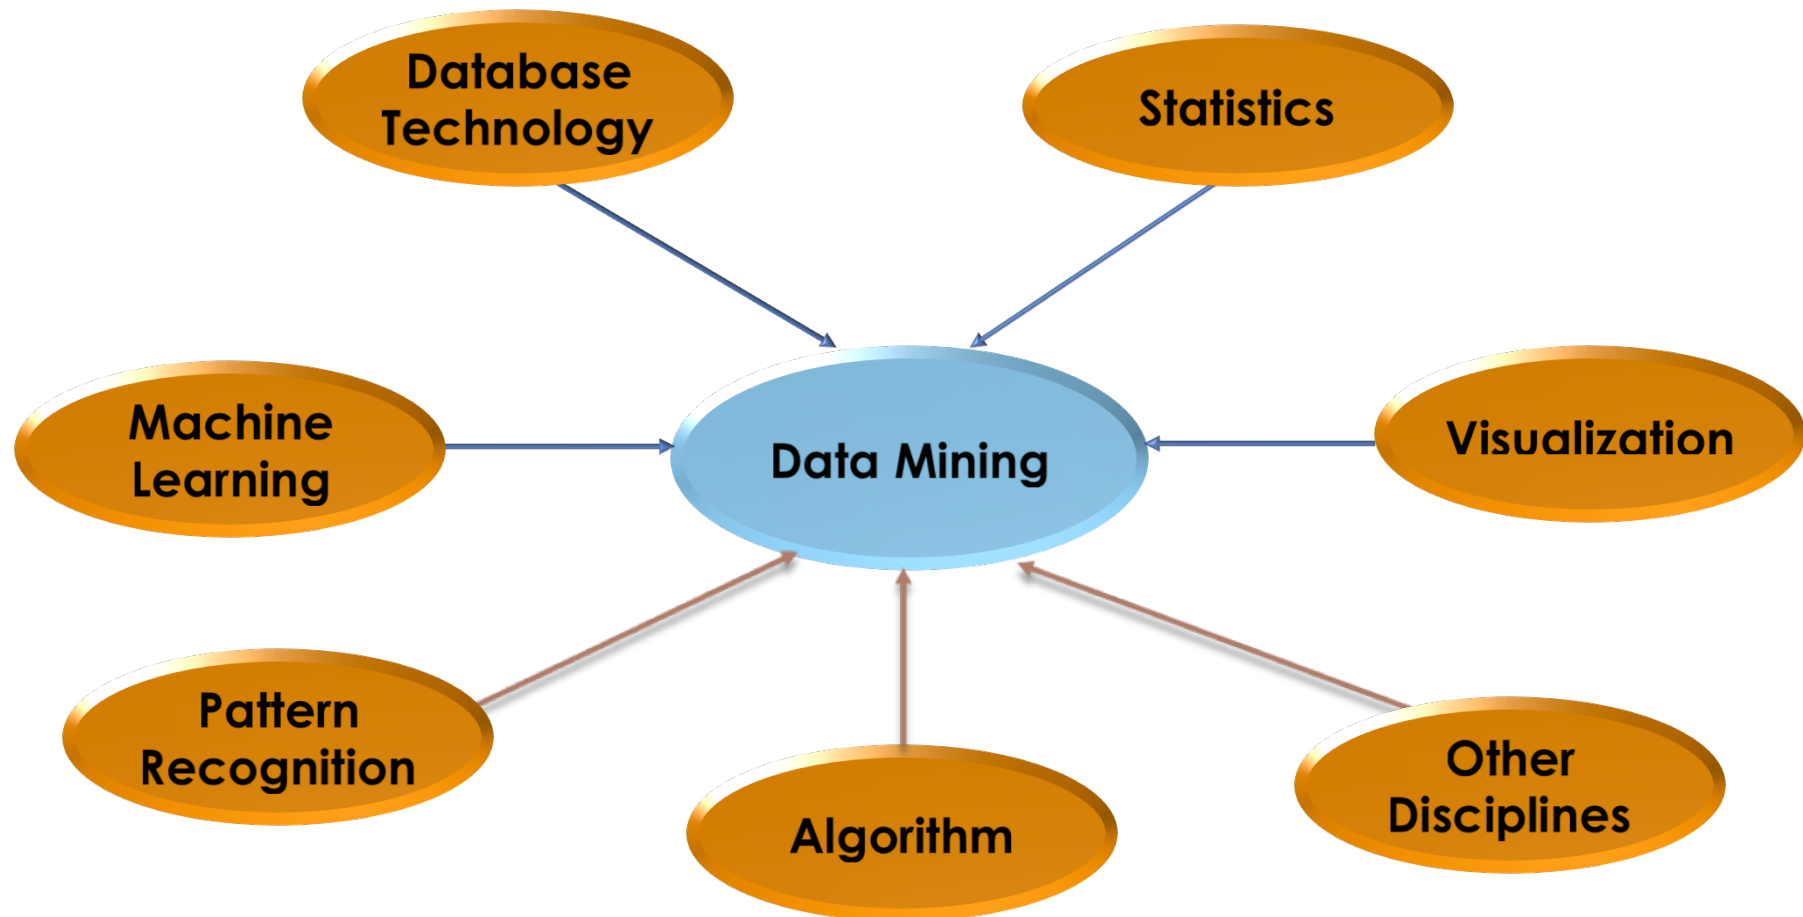 Database
Technology
Statistics
Machine
Learning
Data Mining
Visualization
Pattern
Recognition
Algorithm
Other
Disciplines